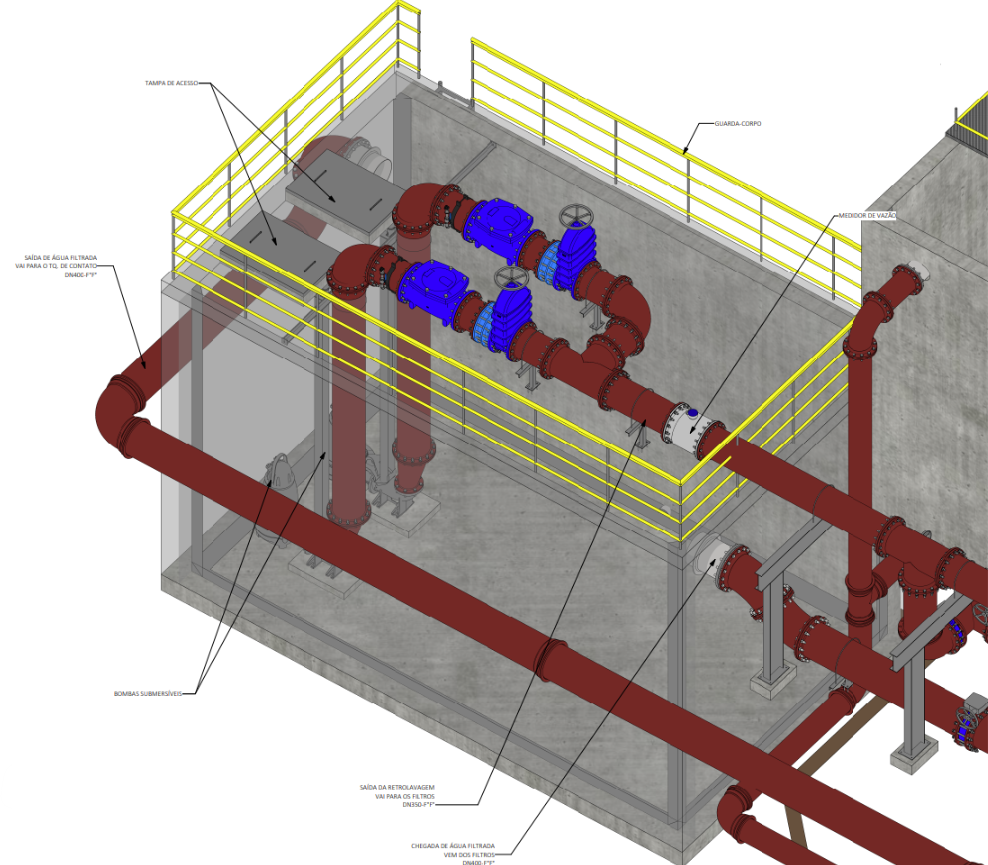 TAMPA DE ACESSO
GUARDA-CORPO
MEDIDOR DE VAZÃO
SAÍDA DE ÁGUA FILTRADA
VAI PARA O TQ. DE CONTATO
DN400-F"F"
BOMBAS SUBMERSÍVEIS
SAÍDA DA RETROLAVAGEM
VAI PARA OS FILTROS
DN350-F"F"
CHEGADA DE ÁGUA FILTRADA
VEM DOS FILTROS
DN400-F"F"